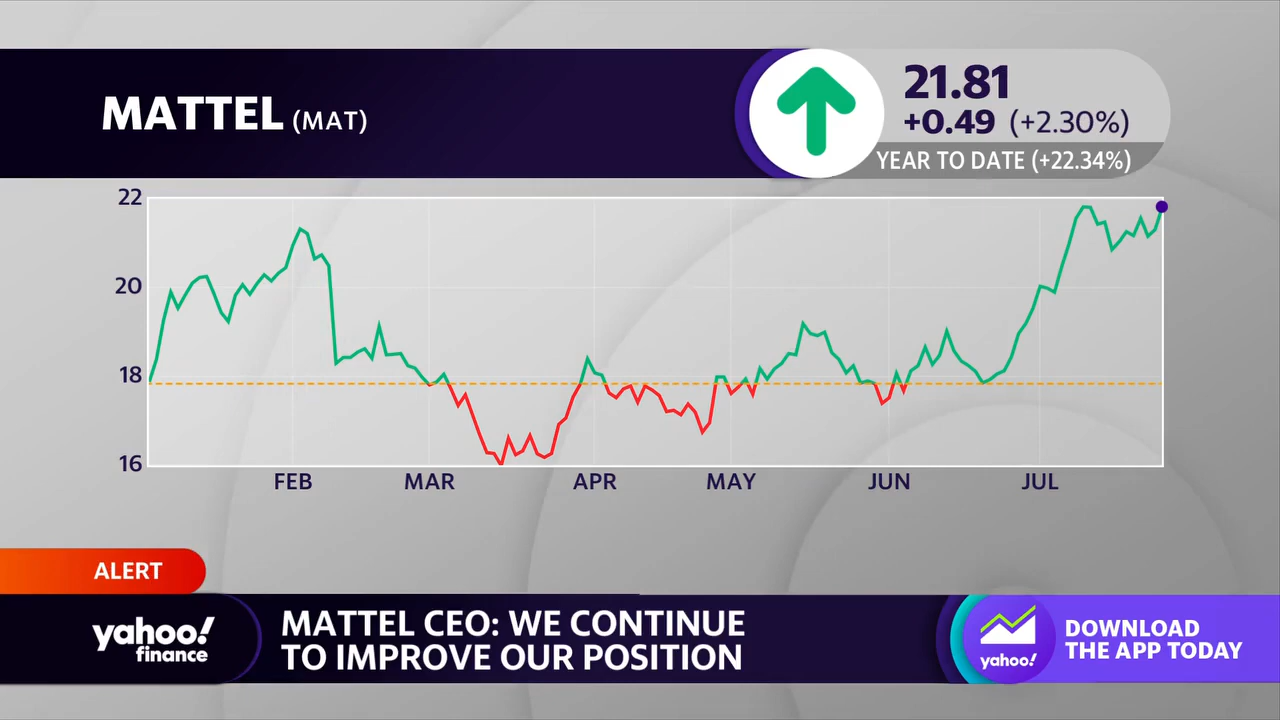 MATTEL (MAT)
21.81
+0.49 (+2.30%)
YEAR TO DATE (+22.34%)
22
20
18
16
FEB MAR APR MAY JUN JUL
ALERT
yahoo!
finance
MATTEL CEO: WE CONTINUE
TO IMPROVE OUR POSITION
yahoo!
DOWNLOAD
THE APP TODAY